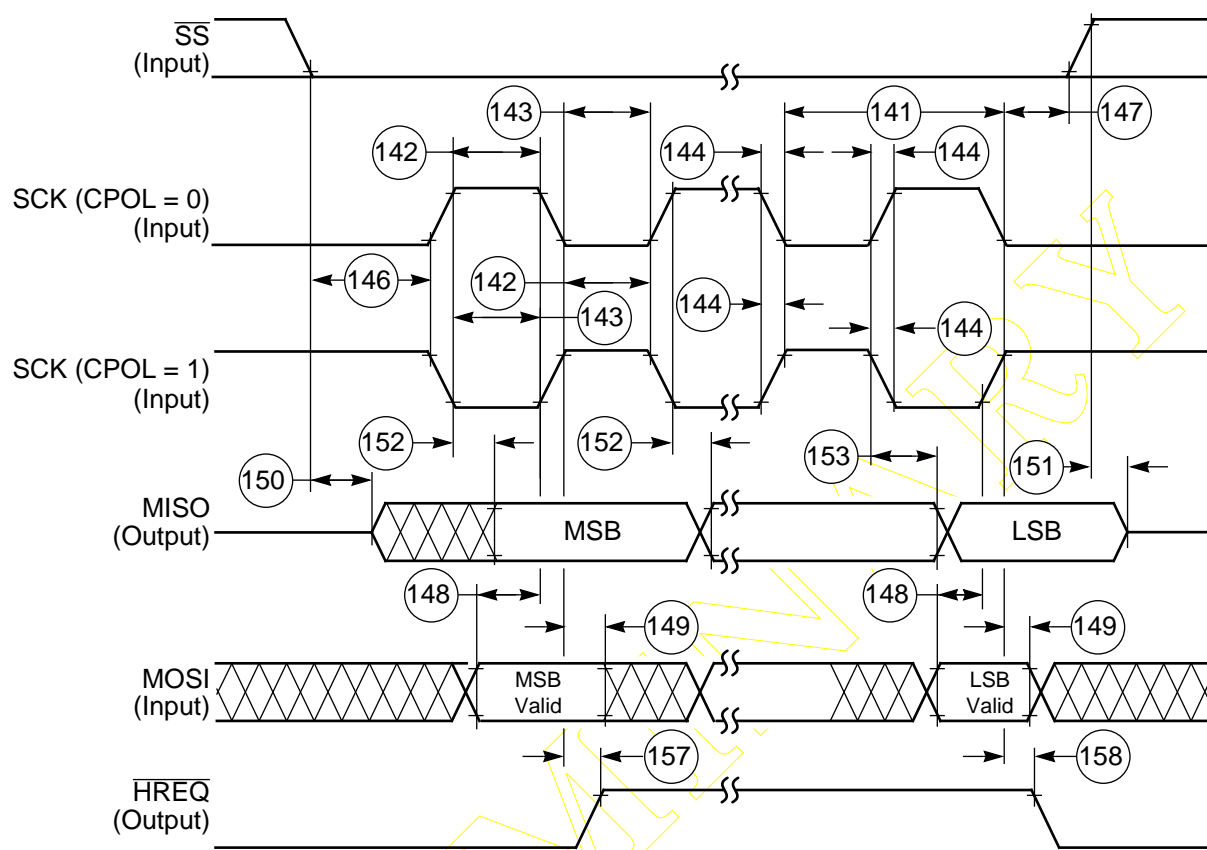 SS
(Input)
143
141
147
142
144
144
SCK (CPOL = 0)
(Input)
146
142
144
143
144
SCK (CPOL = 1)
(Input)
152
152
153
150
151
MISO
(Output)
MSB
LSB
148
148
149
149
MOSI
(Input)
MSB
Valid
LSB
Valid
157
158
HREQ
(Output)